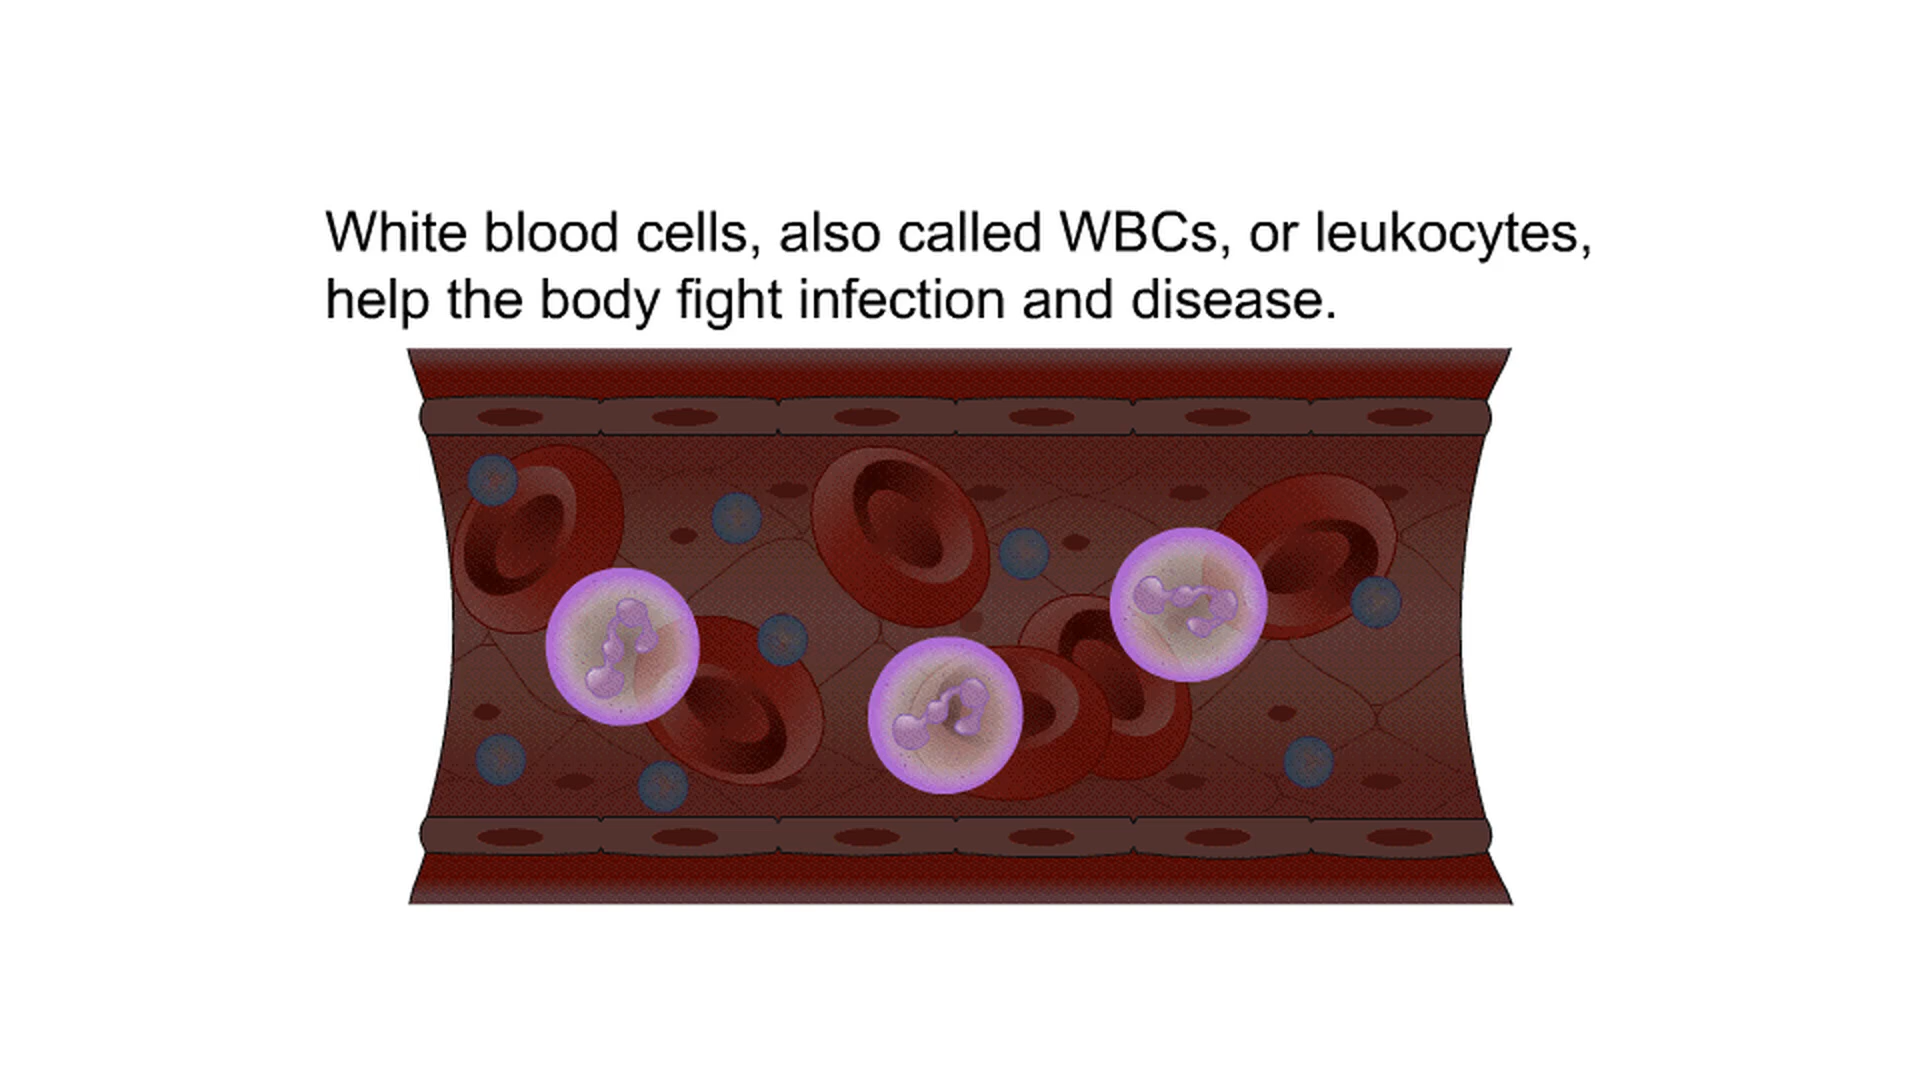 White blood cells, also called WBCs, or leukocytes,
help the body fight infection and disease.